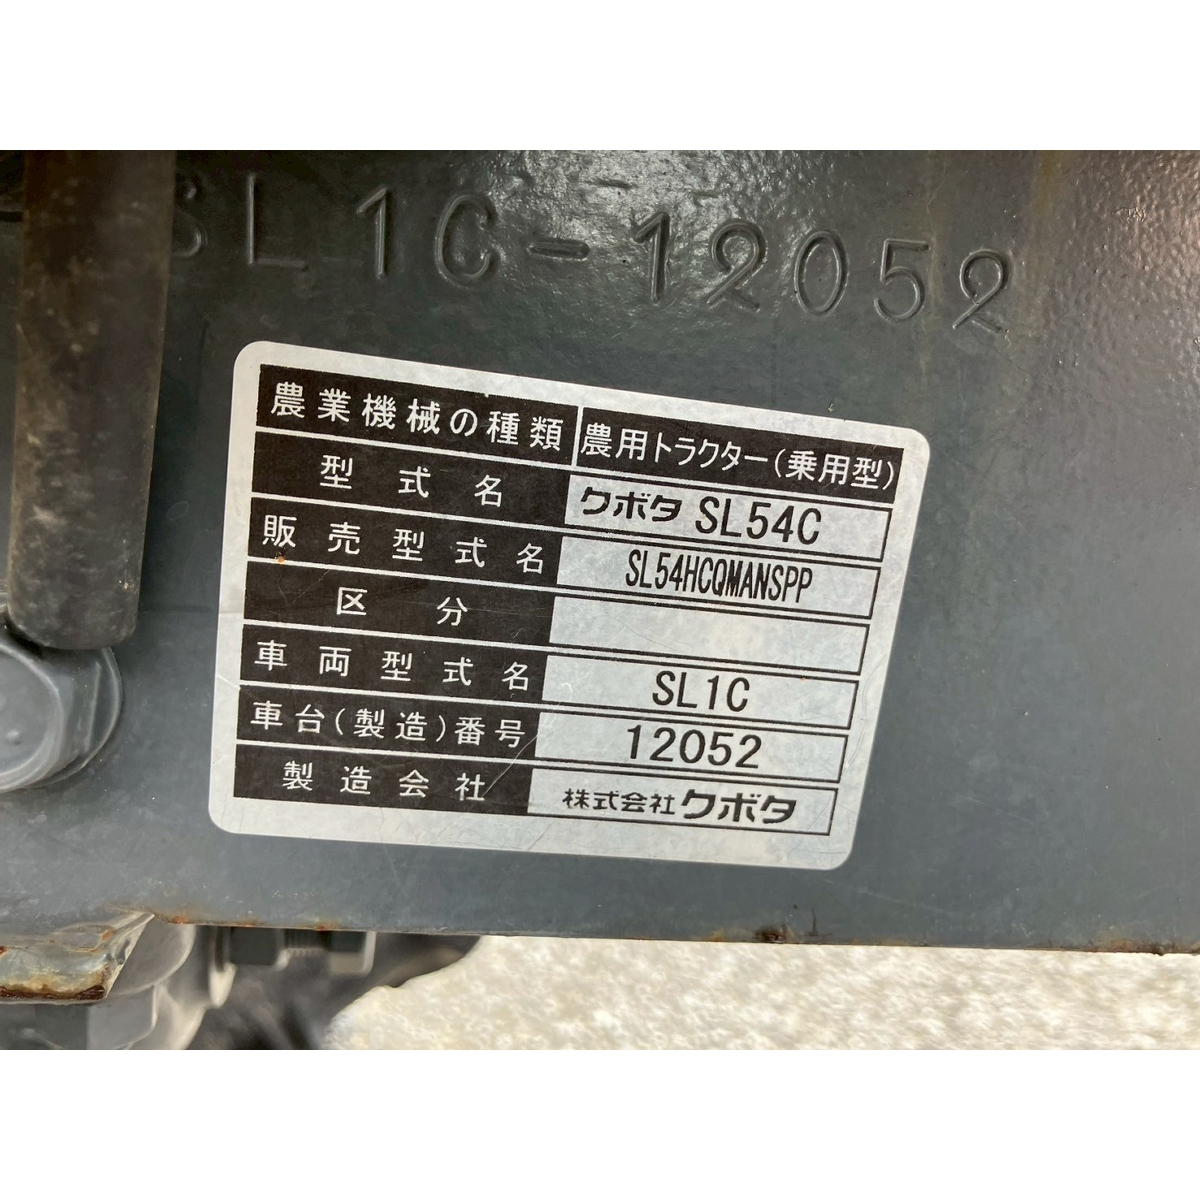 SL1C-12052
農業機械の種類 農用トラクター(乗用型)
型式名 クボタ SL54C
販売型式名 SL54HCQMANSPP
区分
車両型式名 SL1C
車台(製造)番号 12052
製造会社 株式会社クボタ